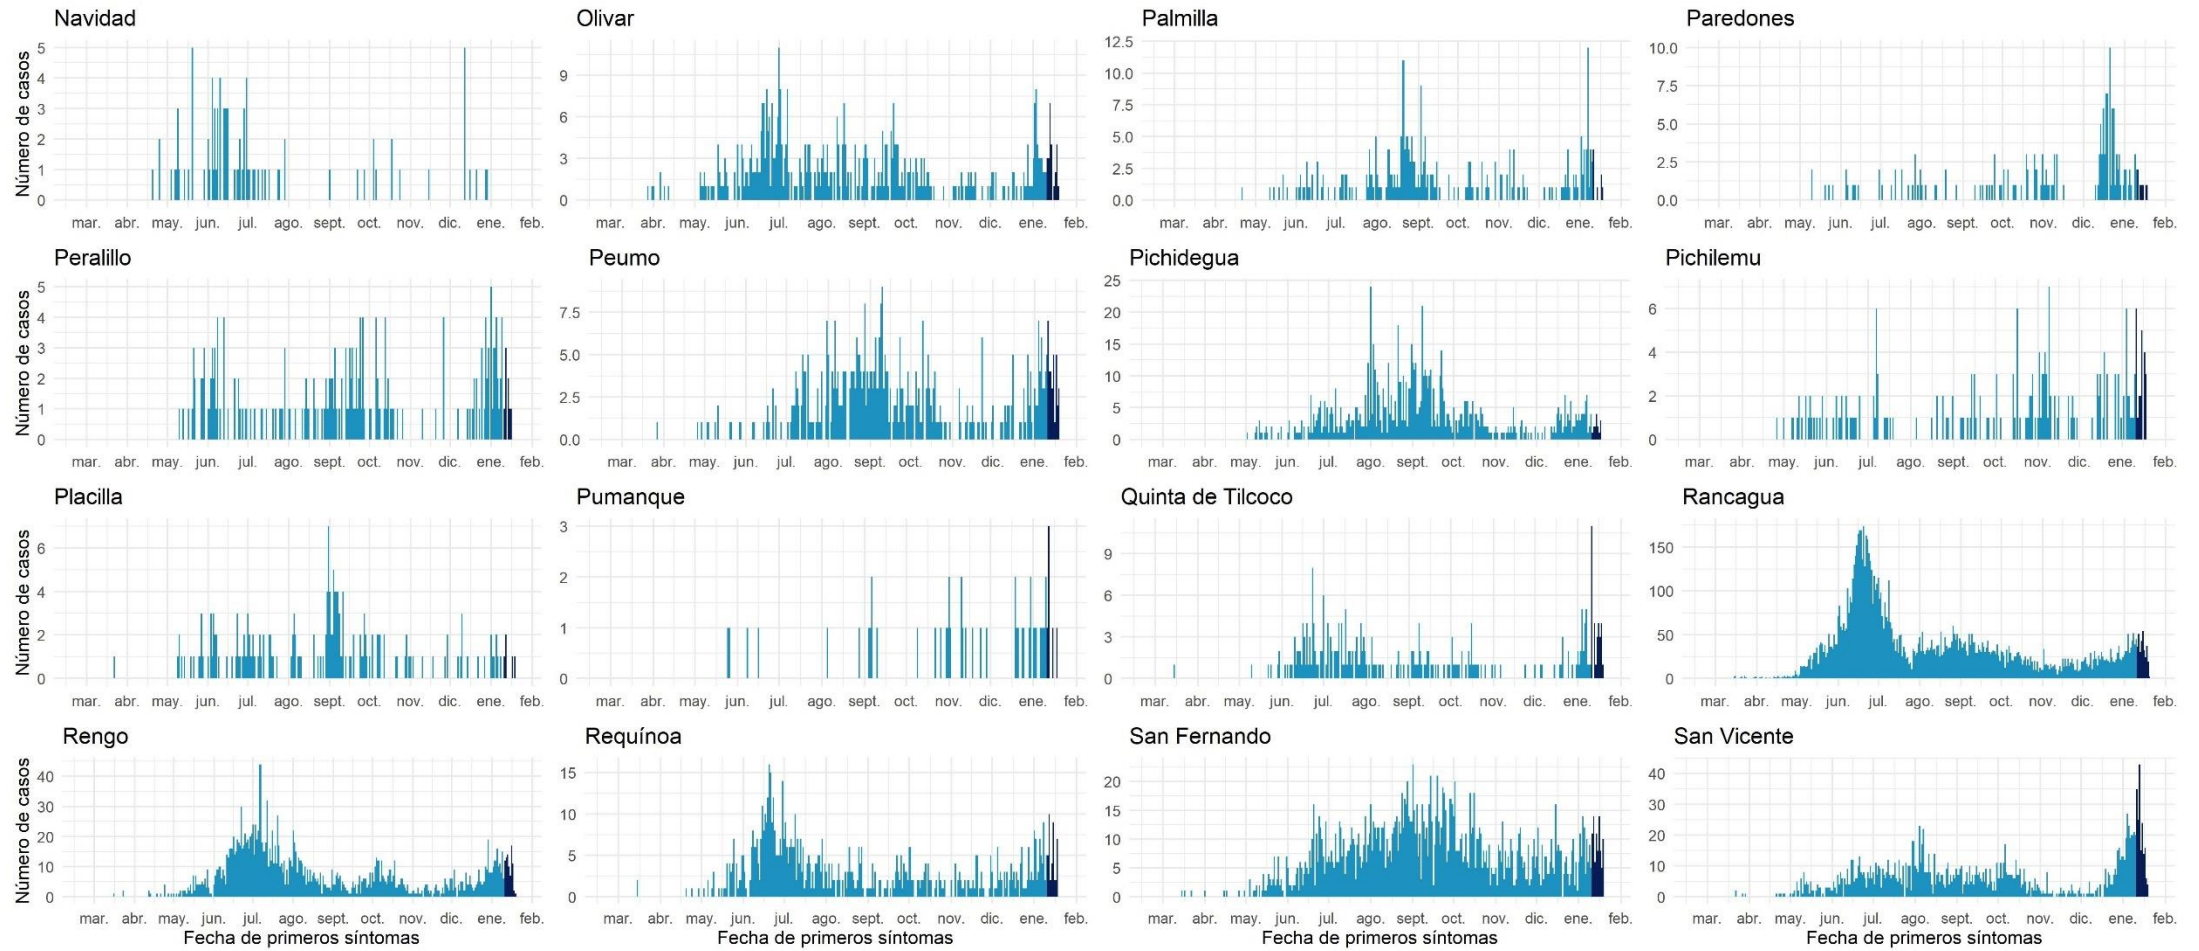 Navidad
Número de casos
5
4
3
2
1
0
mar. abr. may. jun. jul. ago. sept. oct. nov. dic. ene. feb.
Olivar
9
6
3
0
mar. abr. may. jun. jul. ago. sept. oct. nov. dic. ene. feb.
Palmilla
12.5
10.0
7.5
5.0
2.5
0.0
mar. abr. may. jun. jul. ago. sept. oct. nov. dic. ene. feb.
Paredones
10.0
7.5
5.0
2.5
0.0
mar. abr. may. jun. jul. ago. sept. oct. nov. dic. ene. feb.
Peralillo
Número de casos
5
4
3
2
1
0
mar. abr. may. jun. jul. ago. sept. oct. nov. dic. ene. feb.
Peumo
7.5
5.0
2.5
0.0
mar. abr. may. jun. jul. ago. sept. oct. nov. dic. ene. feb.
Pichidegua
25
20
15
10
5
0
mar. abr. may. jun. jul. ago. sept. oct. nov. dic. ene. feb.
Pichilemu
6
4
2
0
mar. abr. may. jun. jul. ago. sept. oct. nov. dic. ene. feb.
Placilla
Número de casos
6
4
2
0
mar. abr. may. jun. jul. ago. sept. oct. nov. dic. ene. feb.
Pumanque
3
2
1
0
mar. abr. may. jun. jul. ago. sept. oct. nov. dic. ene. feb.
Quinta de Tilcoco
9
6
3
0
mar. abr. may. jun. jul. ago. sept. oct. nov. dic. ene. feb.
Rancagua
150
100
50
0
mar. abr. may. jun. jul. ago. sept. oct. nov. dic. ene. feb.
Rengo
Número de casos
40
30
20
10
0
mar. abr. may. jun. jul. ago. sept. oct. nov. dic. ene. feb.
Fecha de primeros síntomas
Requínoa
15
10
5
0
mar. abr. may. jun. jul. ago. sept. oct. nov. dic. ene. feb.
Fecha de primeros síntomas
San Fernando
20
15
10
5
0
mar. abr. may. jun. jul. ago. sept. oct. nov. dic. ene. feb.
Fecha de primeros síntomas
San Vicente
40
30
20
10
0
mar. abr. may. jun. jul. ago. sept. oct. nov. dic. ene. feb.
Fecha de primeros síntomas